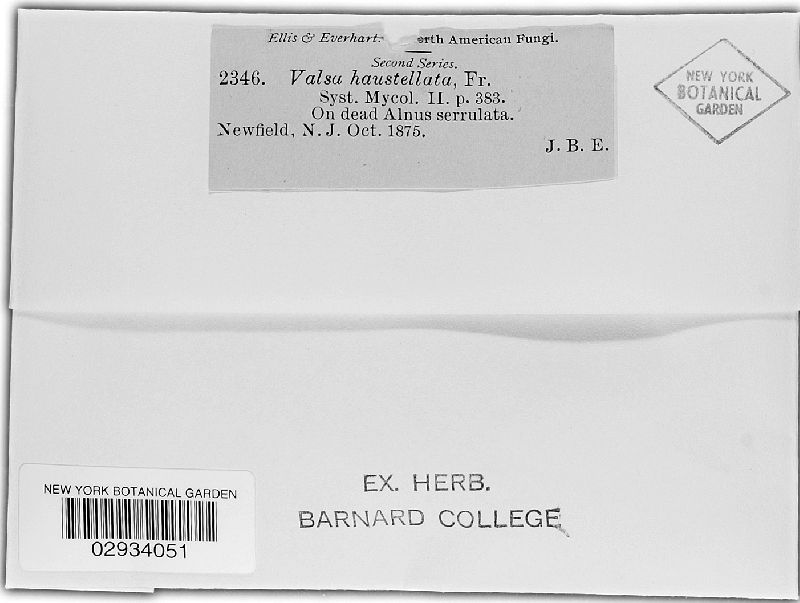 Ellis & Everhart. orth American Fungi.
Second Series.
2346. Valsa haustellata, Fr.
Syst. Mycol. II. p. 383.
On dead Alnus serrulata.
Newfield, N. J. Oct. 1875.
J. B. E.
NEW YORK
BOTANICAL
GARDEN
EX. HERB.
BARNARD COLLEGE
NEW YORK BOTANICAL GARDEN
02934051